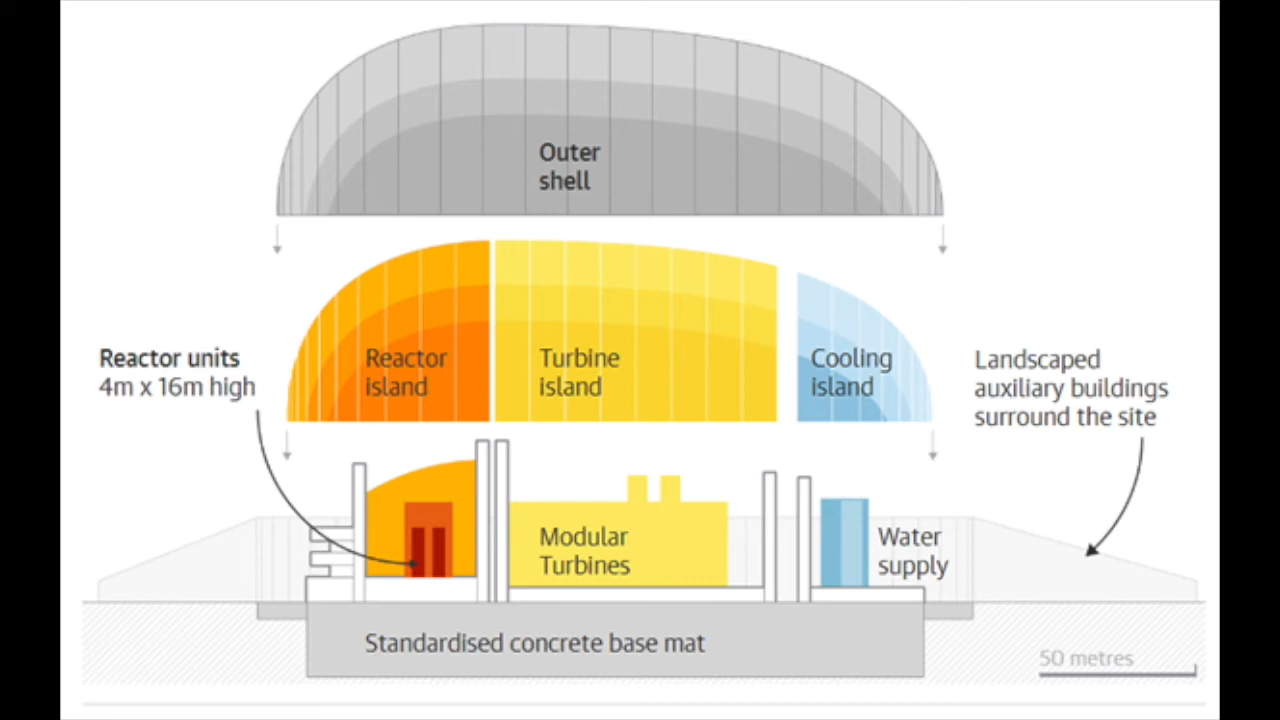 Outer
shell
Reactor units
4m x 16m high
Reactor
island
Turbine
island
Cooling
island
Landscaped
auxiliary buildings
surround the site
Modular
Turbines
Water
supply
Standardised concrete base mat
50 metres